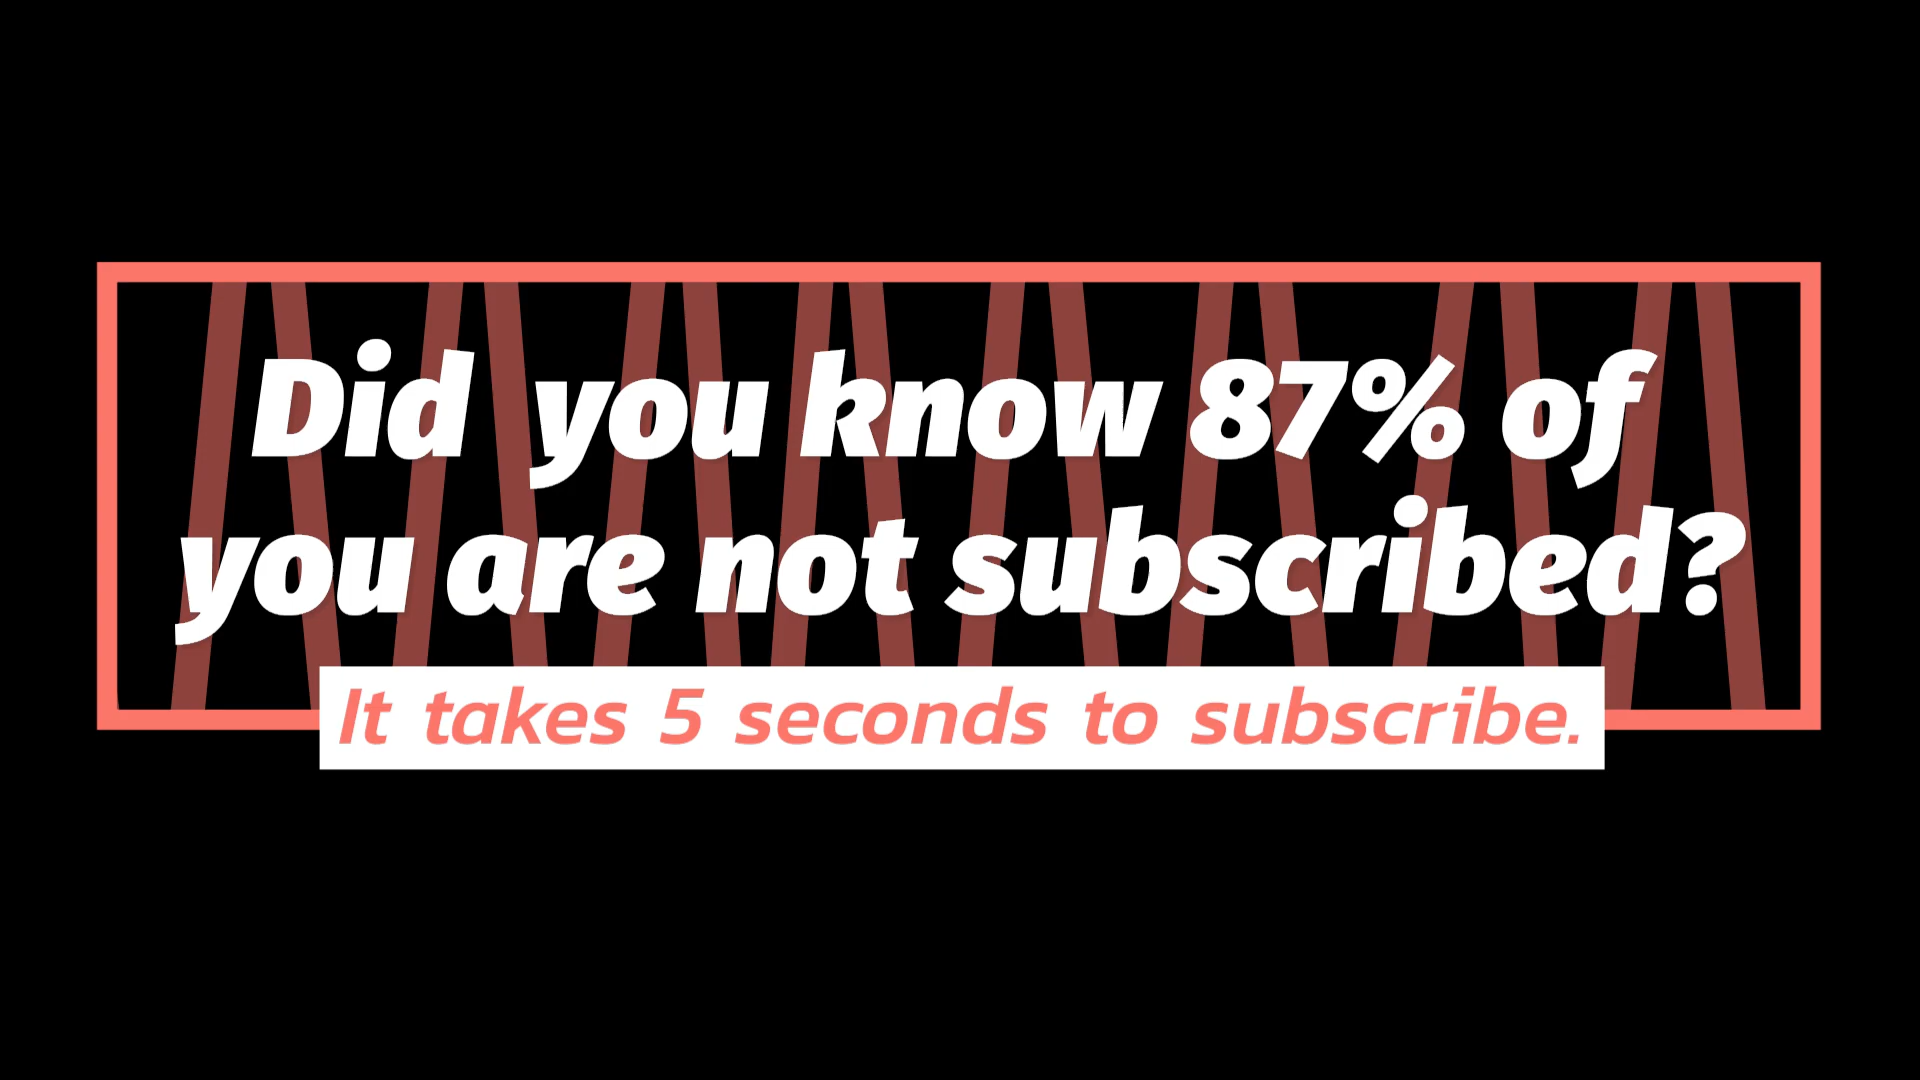 Did you know 87% of
you are not subscribed?
It takes 5 seconds to subscribe.